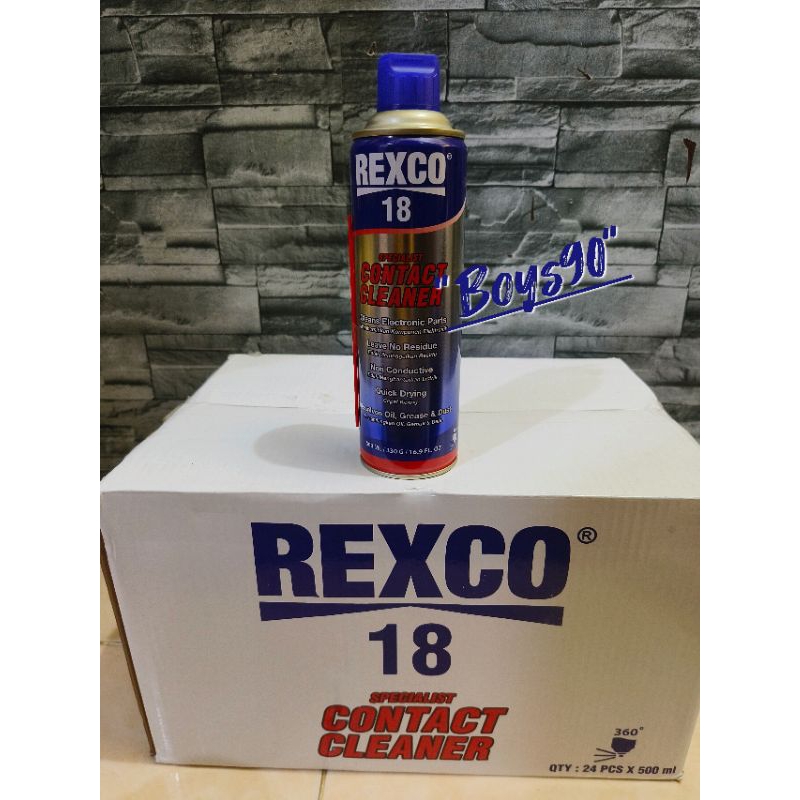 REXCO®
18
SPECIALIST
CONTACT
CLEANER
"Boys90"
Cleans Electronic Parts
Leave No Residue
Non Conductive
Quick Drying
Oil, Grease & Dust
330 G / 16.9 FL. OZ
REXCO®
18
SPECIALIST
CONTACT
CLEANER
360°
QTY : 24 PCS X 500 ml